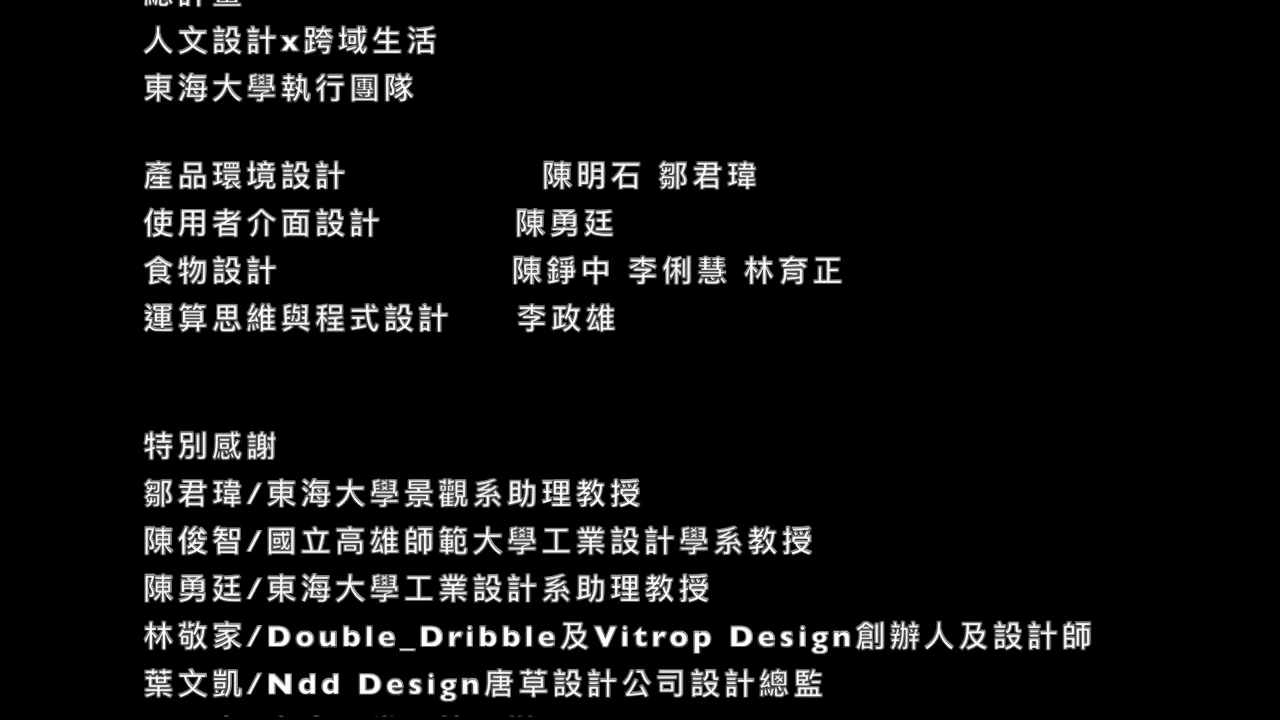 總計畫
人文設計x跨域生活
東海大學執行團隊
產品環境設計 陳明石 鄒君瑋
使用者介面設計 陳勇廷
食物設計 陳錚中 李俐慧 林育正
運算思維與程式設計 李政雄
特別感謝
鄒君瑋/東海大學景觀系助理教授
陳俊智/國立高雄師範大學工業設計學系教授
陳勇廷/東海大學工業設計系助理教授
林敬家/Double_Dribble及Vitrop Design創辦人及設計師
葉文凱/Ndd Design唐草設計公司設計總監